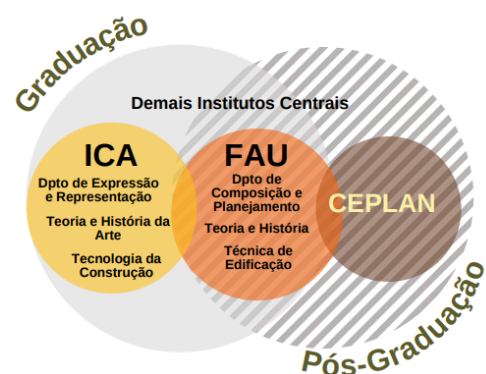 Graduação
Demais Institutos Centrais
ICA
Dpto de Expressão
e Representação
Teoria e História da
Arte
Tecnologia da
Construção
FAU
Dpto de
Composição e
Planejamento
Teoria e História
Técnica de
Edificação
CEPLAN
Pós-Graduação